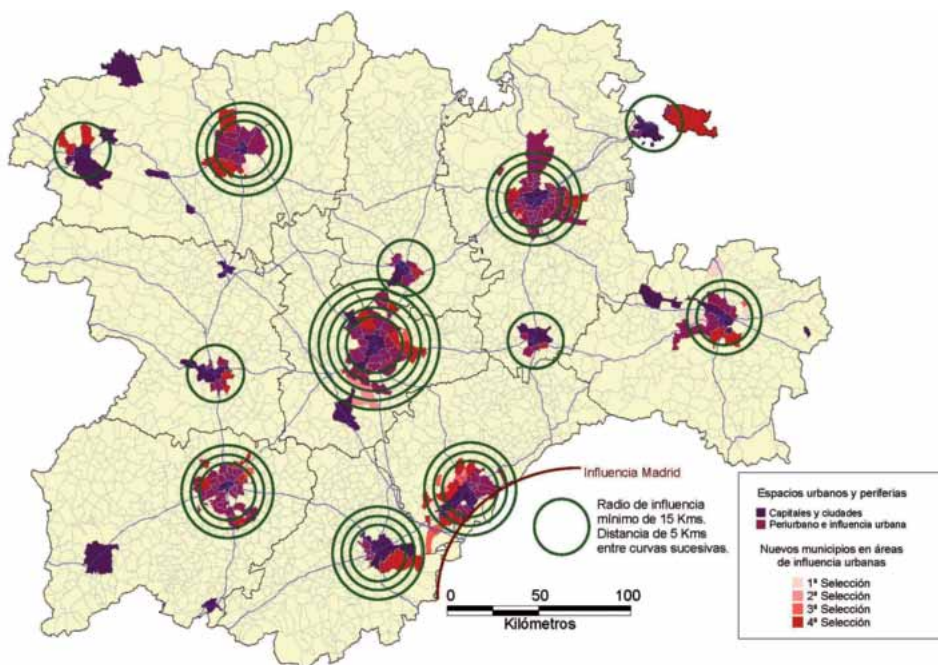 Influencia Madrid
Radio de influencia
mínimo de 15 Kms.
Distancia de 5 Kms
entre curvas sucesivas.
0 50 100
Kilómetros
Espacios urbanos y periferias
Capitales y ciudades
Periurbano e influencia urbana
Nuevos municipios en áreas
de influencia urbanas
1ª Selección
2ª Selección
3ª Selección
4ª Selección